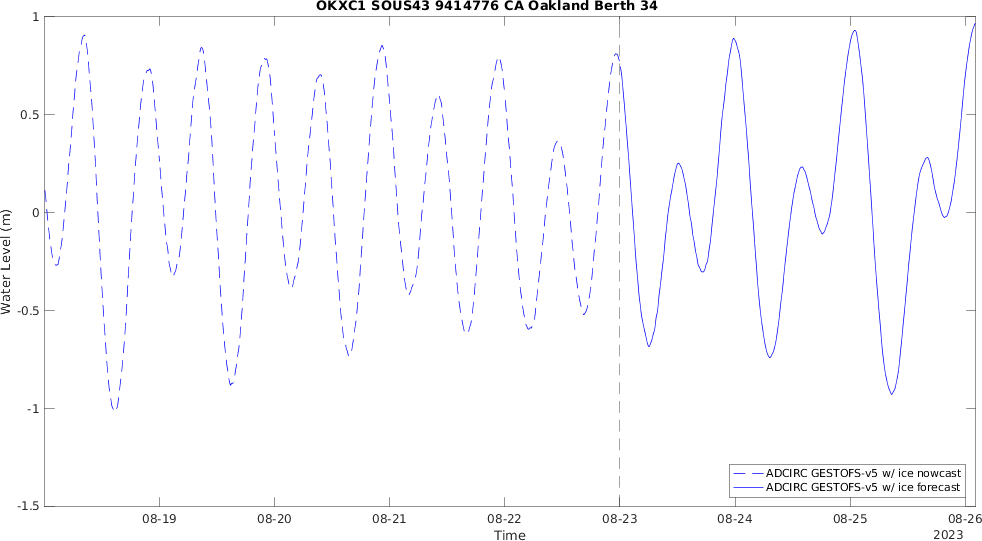 OKXC1 SOUS43 9414776 CA Oakland Berth 34
1
0.5
0
-0.5
-1
-1.5
Water Level (m)
08-19 08-20 08-21 08-22 08-23 08-24 08-25 08-26
Time
2023
ADCIRC GESTOFS-v5 w/ ice nowcast
ADCIRC GESTOFS-v5 w/ ice forecast